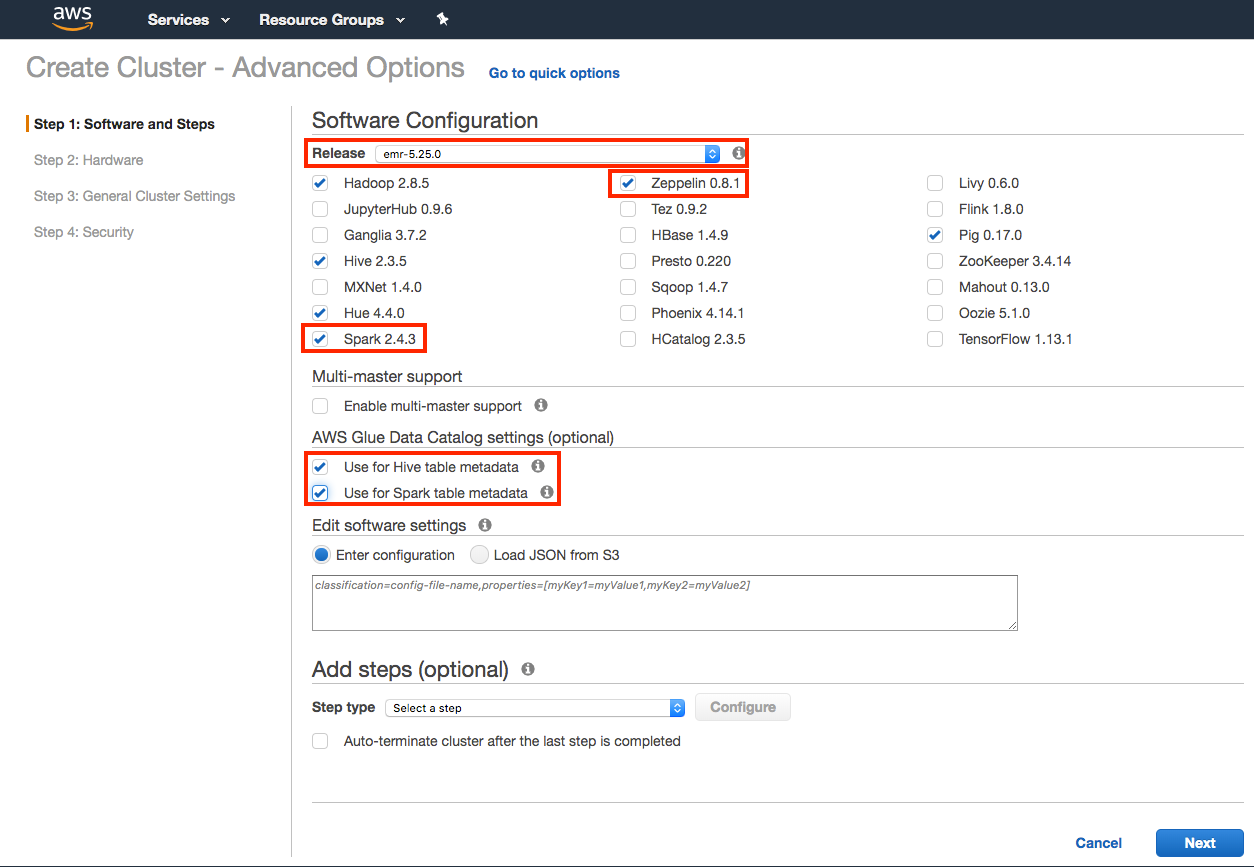 aws Services Resource Groups
Create Cluster - Advanced Options Go to quick options
Step 1: Software and Steps
Step 2: Hardware
Step 3: General Cluster Settings
Step 4: Security
Software Configuration
Release emr-5.25.0
Hadoop 2.8.5 Zeppelin 0.8.1 Livy 0.6.0
JupyterHub 0.9.6 Tez 0.9.2 Flink 1.8.0
Ganglia 3.7.2 HBase 1.4.9 Pig 0.17.0
Hive 2.3.5 Presto 0.220 ZooKeeper 3.4.14
MXNet 1.4.0 Sqoop 1.4.7 Mahout 0.13.0
Hue 4.4.0 Phoenix 4.14.1 Oozie 5.1.0
Spark 2.4.3 HCatalog 2.3.5 TensorFlow 1.13.1
Multi-master support
Enable multi-master support
AWS Glue Data Catalog settings (optional)
Use for Hive table metadata
Use for Spark table metadata
Edit software settings
Enter configuration Load JSON from S3
classification=config-file-name,properties=[myKey1=myValue1,myKey2=myValue2]
Add steps (optional)
Step type Select a step Configure
Auto-terminate cluster after the last step is completed
Cancel Next